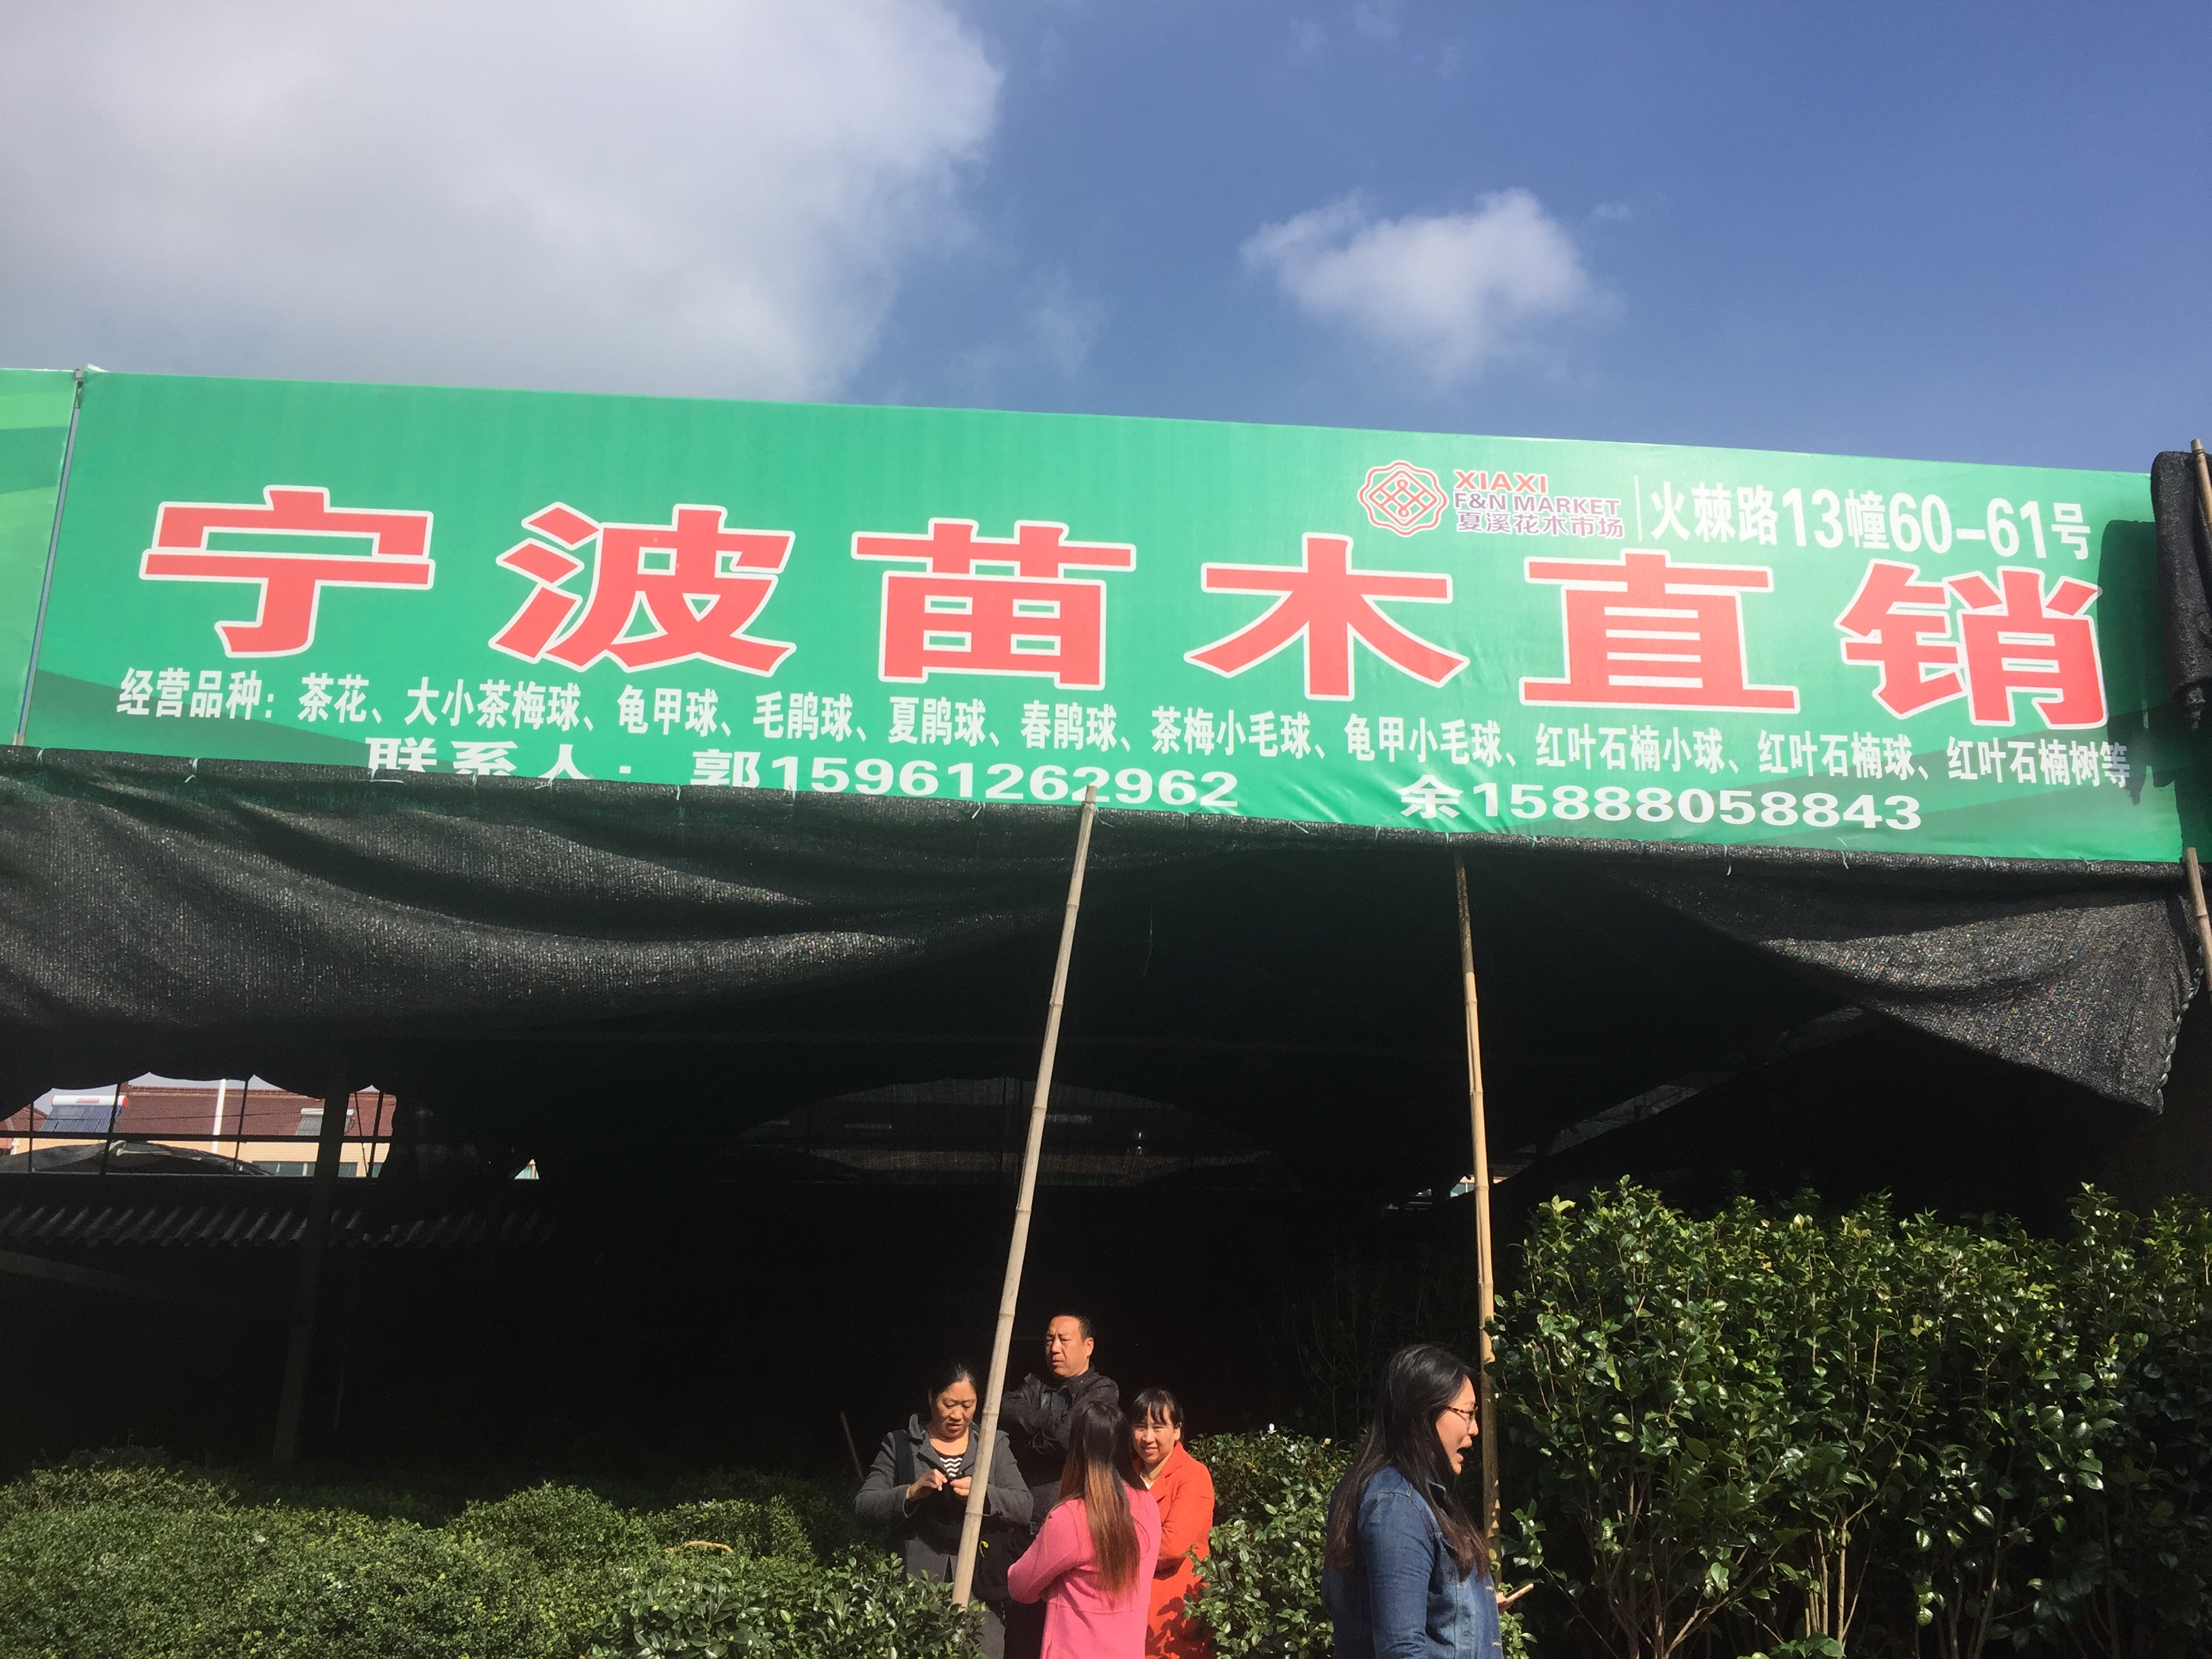 XIAXI
F&N MARKET
夏溪花木市场
火棘路13幢60-61号
宁波苗木直销
经营品种：茶花、大小茶梅球、龟甲球、毛鹃球、夏鹃球、春鹃球、茶梅小毛球、龟甲小毛球、红叶石楠小球、红叶石楠球、红叶石楠树等
联系人：郭15961262962 余15888058843